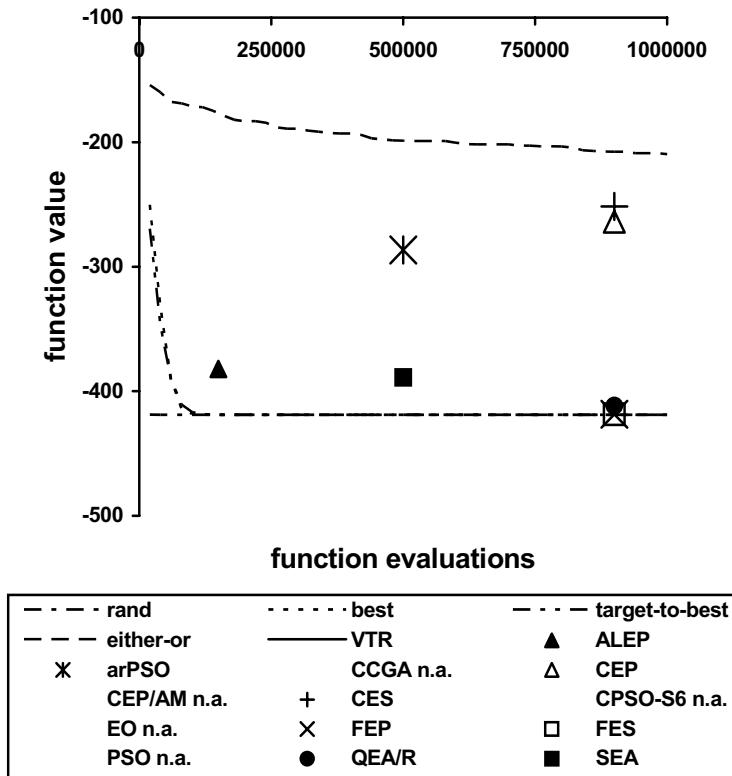 -100
0 250000 500000 750000 1000000
-200
-300
-400
-500
function value
function evaluations
rand best target-to-best
either-or VTR ALEP
arPSO CCGA n.a. CEP
CEP/AM n.a. CES CPSO-S6 n.a.
EO n.a. FEP FES
PSO n.a. QEA/R SEA